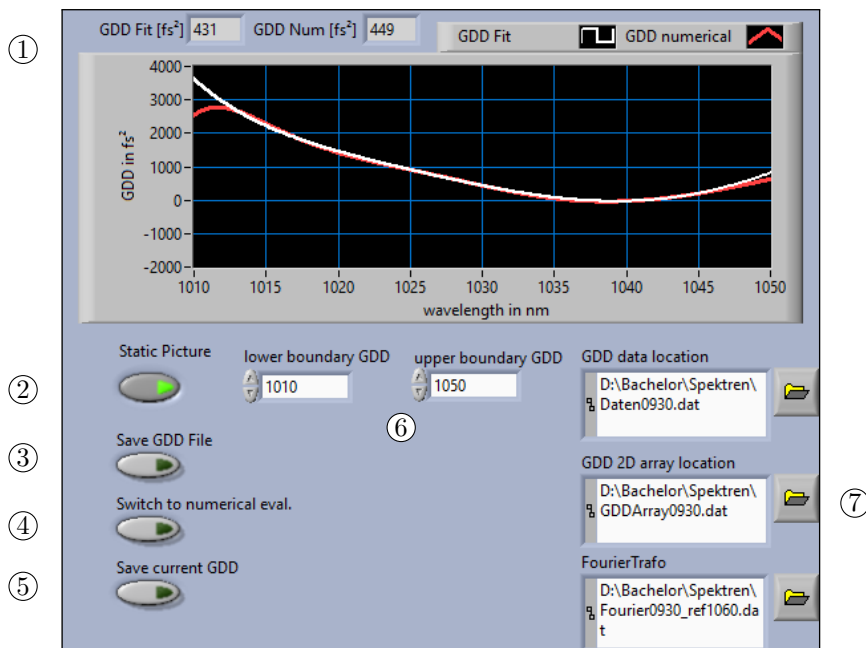 GDD Fit [fs²] 431 GDD Num [fs²] 449 GDD Fit GDD numerical
①
4000
3000
2000
1000
0
-1000
-2000
GDD in fs²
1010 1015 1020 1025 1030 1035 1040 1045 1050
wavelength in nm
Static Picture lower boundary GDD upper boundary GDD GDD data location
② 1010 1050 D:\Bachelor\Spektren\
Daten0930.dat
⑥
Save GDD File
③
GDD 2D array location
D:\Bachelor\Spektren\
GDDArray0930.dat
⑦
Switch to numerical eval.
④
Save current GDD
⑤
FourierTrafo
D:\Bachelor\Spektren\
Fourier0930_ref1060.da
t